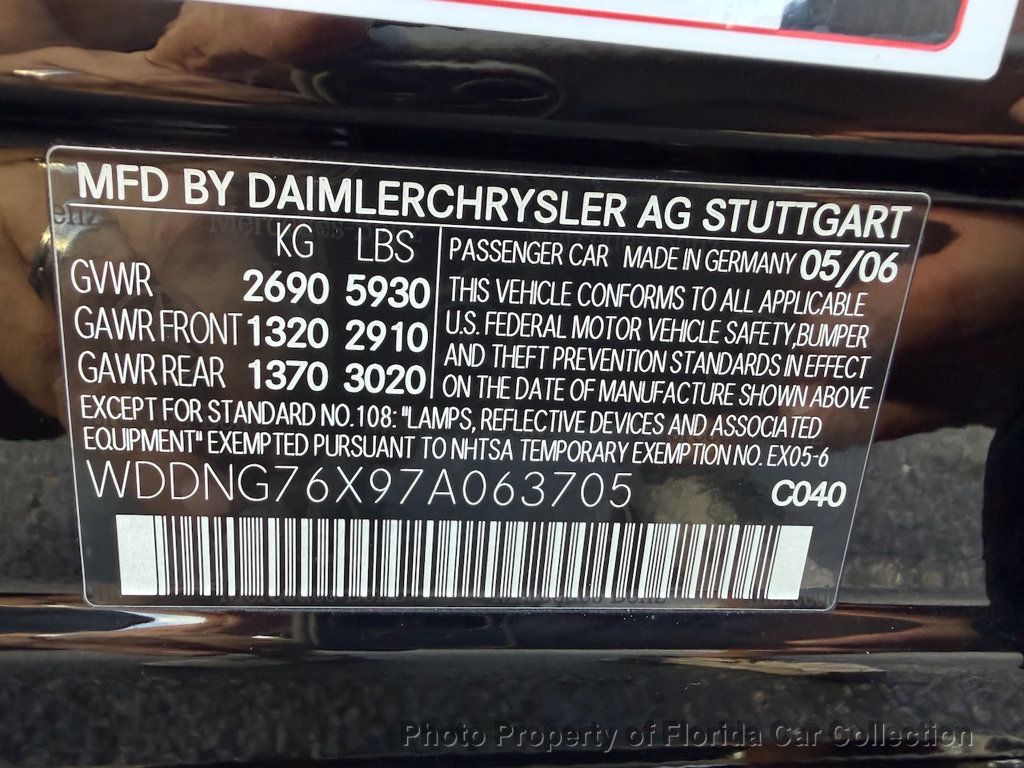 MFD BY DAIMLERCHRYSLER AG STUTTGART
KG LBS
GVWR 2690 5930
GAWR FRONT 1320 2910
GAWR REAR 1370 3020
PASSENGER CAR MADE IN GERMANY 05/06
THIS VEHICLE CONFORMS TO ALL APPLICABLE
U.S. FEDERAL MOTOR VEHICLE SAFETY,BUMPER
AND THEFT PREVENTION STANDARDS IN EFFECT
ON THE DATE OF MANUFACTURE SHOWN ABOVE
EXCEPT FOR STANDARD NO.108: "LAMPS, REFLECTIVE DEVICES AND ASSOCIATED
EQUIPMENT" EXEMPTED PURSUANT TO NHTSA TEMPORARY EXEMPTION NO. EX05-6
WDDNG76X97A063705 C040
Photo Property of Florida Car Collection